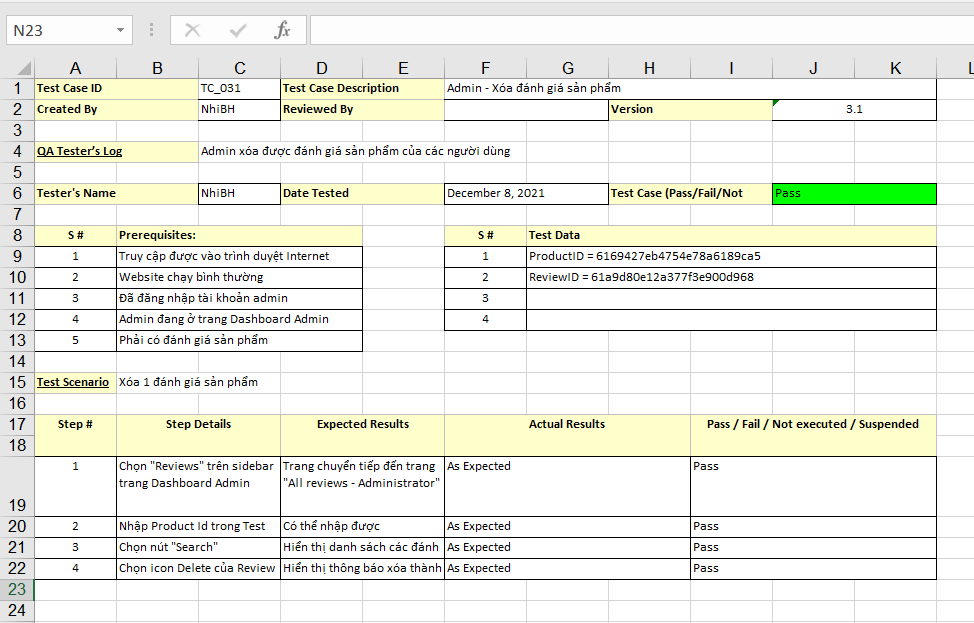 N23 fx
A B C D E F G H I J K L
1 Test Case ID TC_031 Test Case Description Admin - Xóa đánh giá sản phẩm
2 Created By NhiBH Reviewed By Version 3.1
3
4 QA Tester's Log Admin xóa được đánh giá sản phẩm của các người dùng
5
6 Tester's Name NhiBH Date Tested December 8, 2021 Test Case (Pass/Fail/Not Pass
7
8 S # Prerequisites: S # Test Data
9 1 Truy cập được vào trình duyệt Internet 1 ProductID = 6169427eb4754e78a6189ca5
10 2 Website chạy bình thường 2 ReviewID = 61a9d80e12a377f3e900d968
11 3 Đã đăng nhập tài khoản admin 3
12 4 Admin đang ở trang Dashboard Admin 4
13 5 Phải có đánh giá sản phẩm
14
15 Test Scenario Xóa 1 đánh giá sản phẩm
16
17 Step # Step Details Expected Results Actual Results Pass / Fail / Not executed / Suspended
18
1 Chọn "Reviews" trên sidebar Trang chuyển tiếp đến trang As Expected Pass
trang Dashboard Admin "All reviews - Administrator"
19
20 2 Nhập Product Id trong Test Có thể nhập được As Expected Pass
21 3 Chọn nút "Search" Hiển thị danh sách các đánh As Expected Pass
22 4 Chọn icon Delete của Review Hiển thị thông báo xóa thành As Expected Pass
23
24